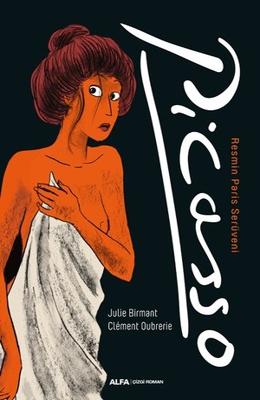 Picasso
Resmin Paris Serüveni
Julie Birmant
Clément Oubrerie
ALFA | ÇİZGİ ROMAN